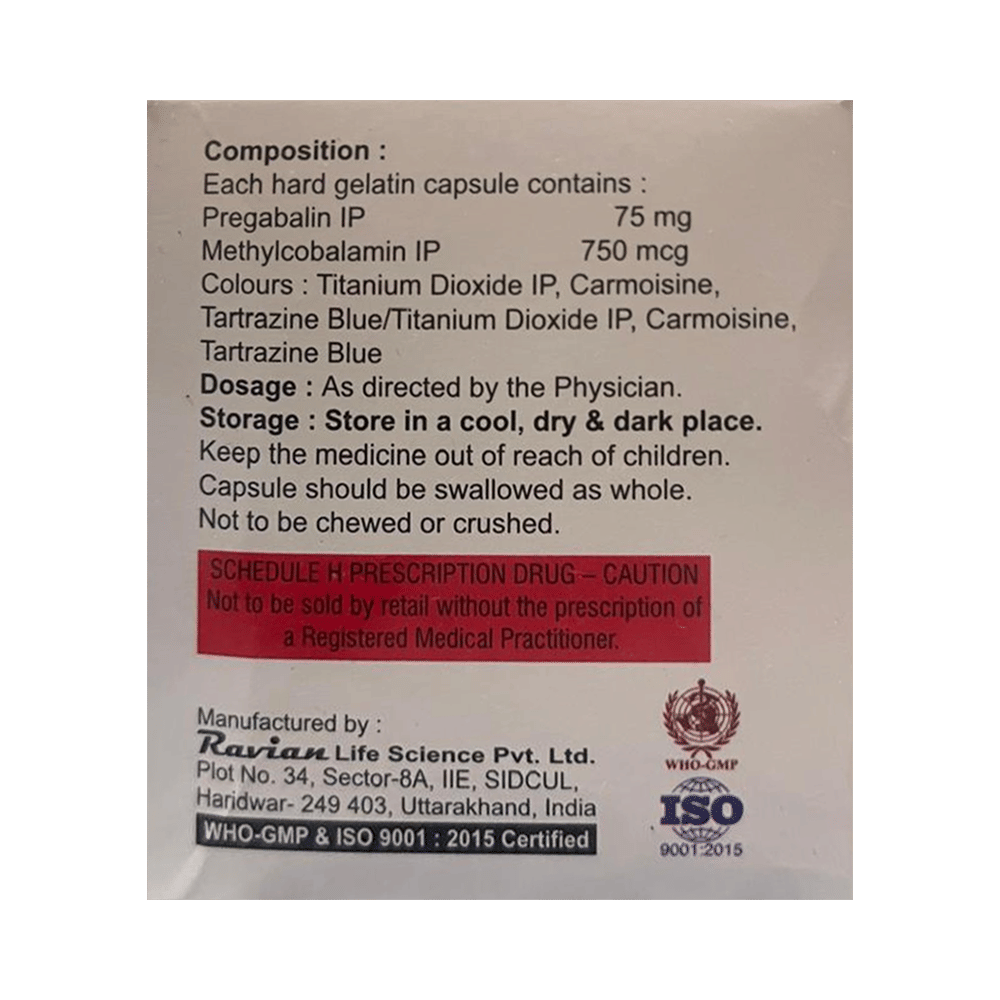 Composition :
Each hard gelatin capsule contains :
Pregabalin IP 75 mg
Methylcobalamin IP 750 mcg
Colours : Titanium Dioxide IP, Carmoisine,
Tartrazine Blue/Titanium Dioxide IP, Carmoisine,
Tartrazine Blue
Dosage : As directed by the Physician.
Storage : Store in a cool, dry & dark place.
Keep the medicine out of reach of children.
Capsule should be swallowed as whole.
Not to be chewed or crushed.
SCHEDULE H PRESCRIPTION DRUG – CAUTION
Not to be sold by retail without the prescription of
a Registered Medical Practitioner.
Manufactured by :
Ravian Life Science Pvt. Ltd.
Plot No. 34, Sector-8A, IIE, SIDCUL,
Haridwar- 249 403, Uttarakhand, India
WHO-GMP & ISO 9001 : 2015 Certified
WHO-GMP
ISO
9001:2015